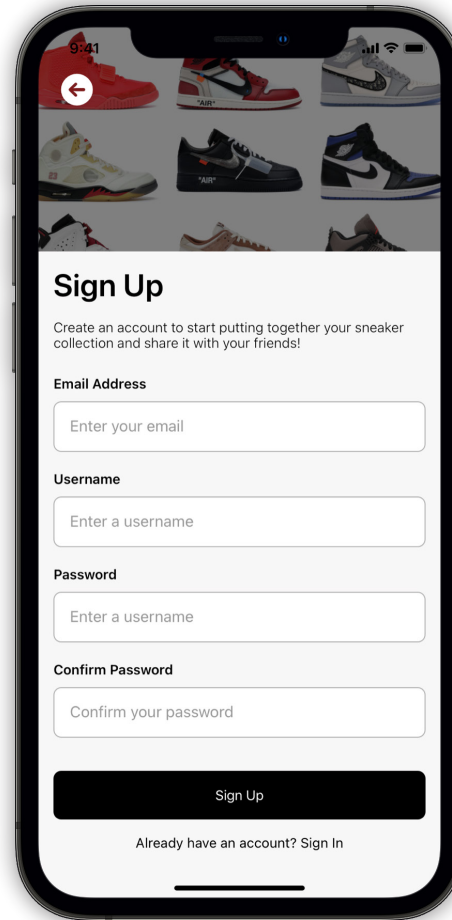 9:41
"AIR"
"AIR"
Sign Up
Create an account to start putting together your sneaker
collection and share it with your friends!
Email Address
Enter your email
Username
Enter a username
Password
Enter a username
Confirm Password
Confirm your password
Sign Up
Already have an account? Sign In